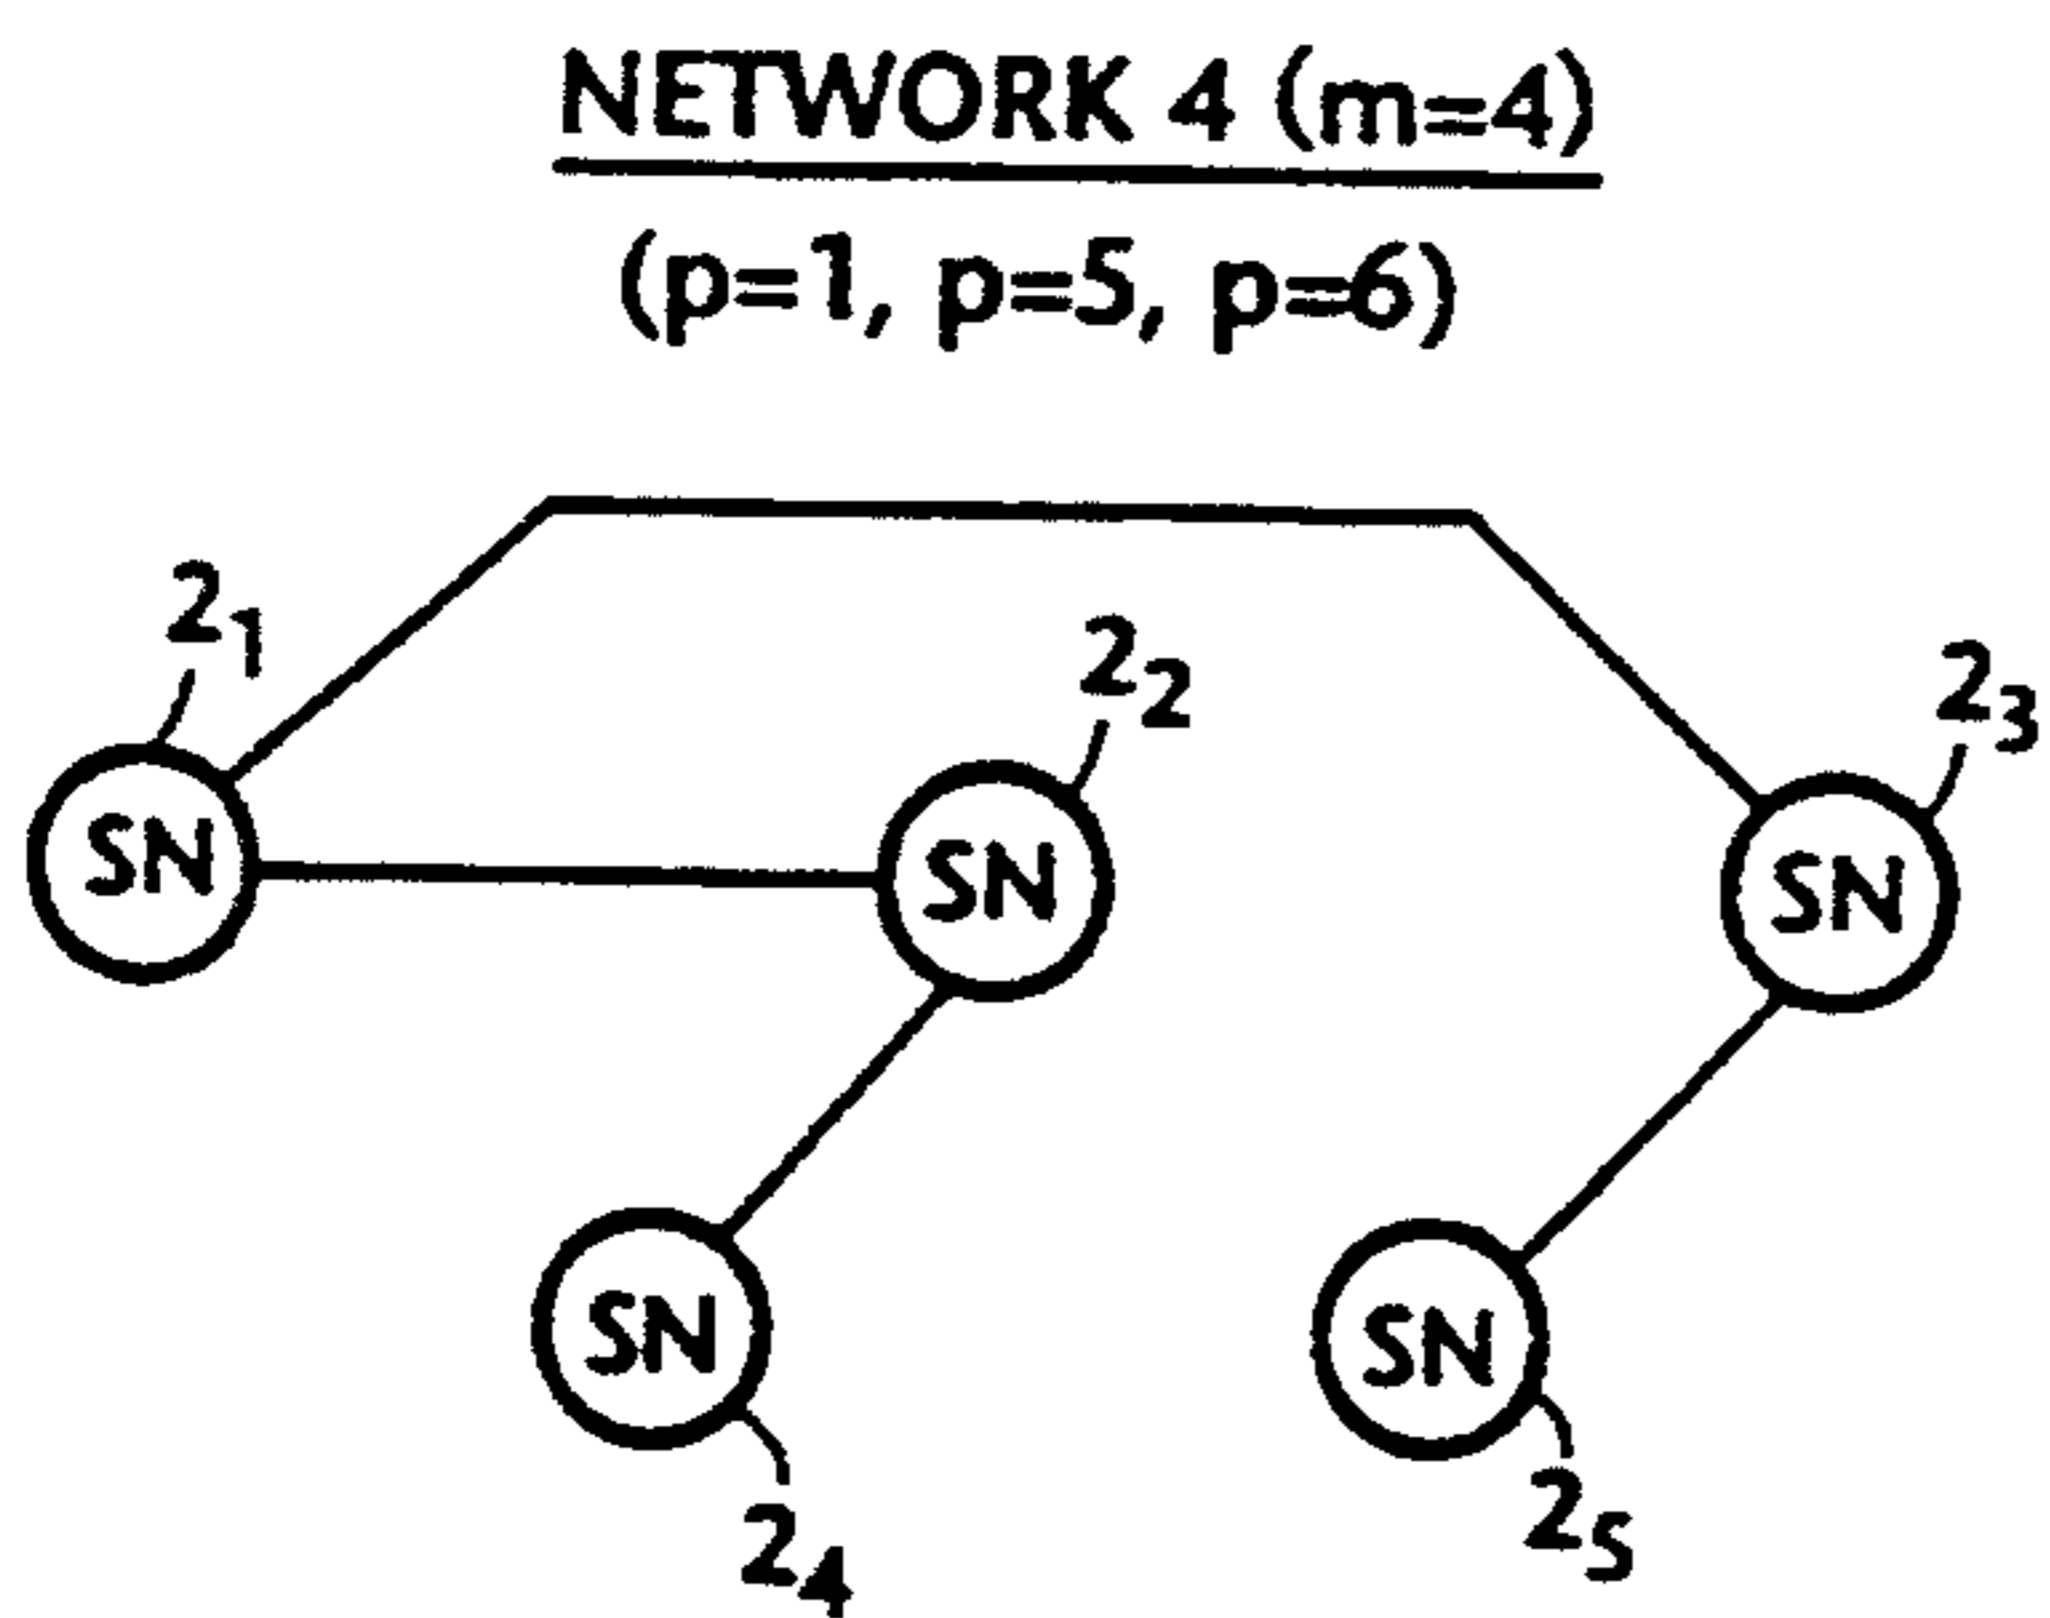 NETWORK 4 (m=4)
(p=1, p=5, p=6)
2₁
2₂
2₃
SN
SN
SN
SN
SN
2₄
2₅